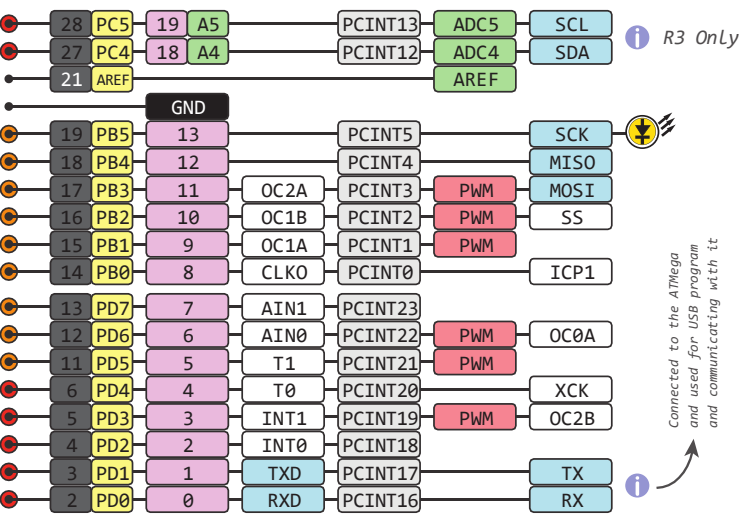 28 PC5 19 A5 PCINT13 ADC5 SCL
27 PC4 18 A4 PCINT12 ADC4 SDA
i R3 Only
21 AREF AREF
GND
19 PB5 13 PCINT5 SCK
18 PB4 12 PCINT4 MISO
17 PB3 11 OC2A PCINT3 PWM MOSI
16 PB2 10 OC1B PCINT2 PWM SS
15 PB1 9 OC1A PCINT1 PWM
14 PB0 8 CLKO PCINT0 ICP1
13 PD7 7 AIN1 PCINT23
12 PD6 6 AIN0 PCINT22 PWM OC0A
11 PD5 5 T1 PCINT21 PWM
6 PD4 4 T0 PCINT20 XCK
5 PD3 3 INT1 PCINT19 PWM OC2B
4 PD2 2 INT0 PCINT18
3 PD1 1 TXD PCINT17 TX
2 PD0 0 RXD PCINT16 RX
i
Connected to the ATMega
and used for USB program
and communicating with it